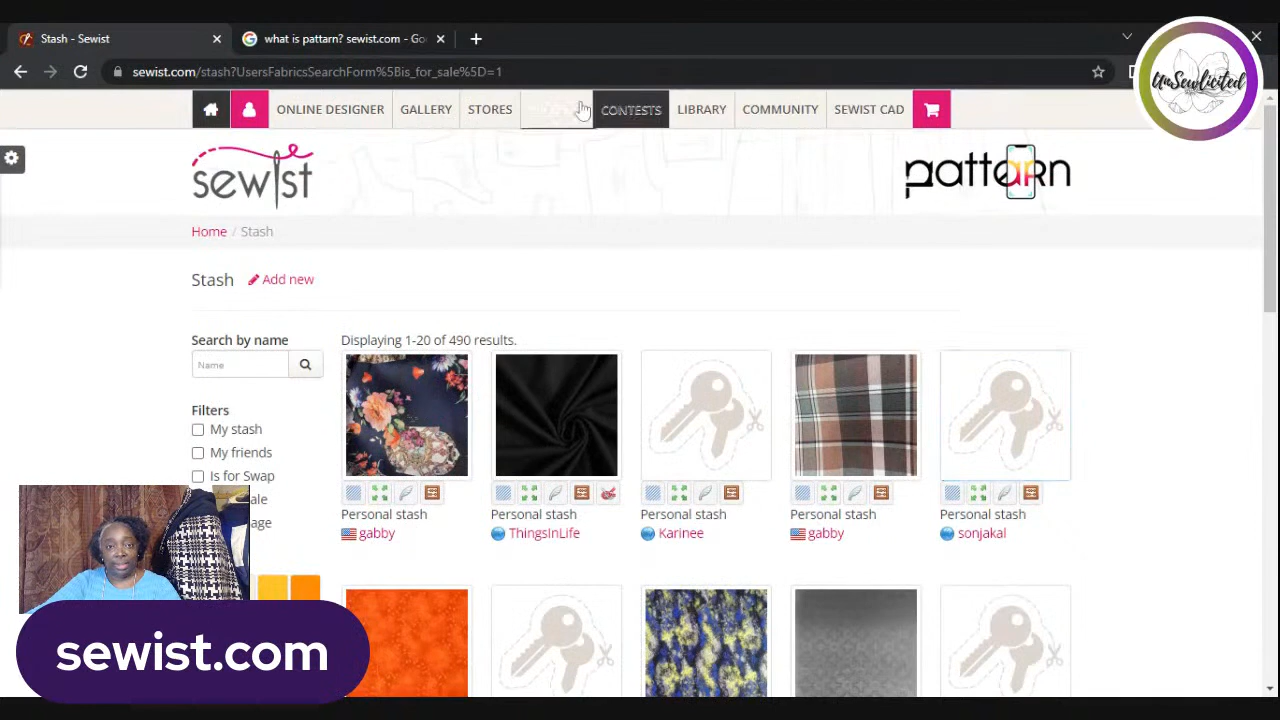 Stash - Sewist
what is pattarn? sewist.com - Go
sewist.com/stash?UsersFabricsSearchForm%5Bis_for_sale%5D=1
UnSewlicited
ONLINE DESIGNER
GALLERY
STORES
CONTESTS
LIBRARY
COMMUNITY
SEWIST CAD
sewist
pattarn
Home / Stash
Stash
Add new
Search by name
Name
Displaying 1-20 of 490 results.
Filters
My stash
My friends
Is for Swap
ale
age
Personal stash
gabby
Personal stash
ThingsInLife
Personal stash
Karinee
Personal stash
gabby
Personal stash
sonjakal
sewist.com